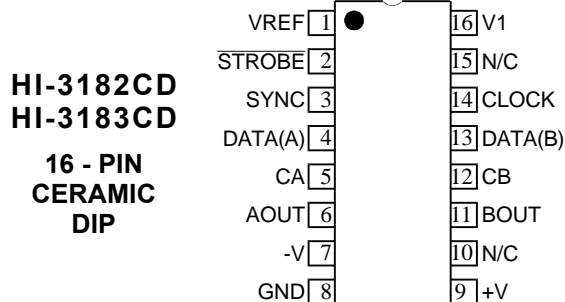 HI-3182CD
HI-3183CD
16 - PIN
CERAMIC
DIP
VREF 1
STROBE 2
SYNC 3
DATA(A) 4
CA 5
AOUT 6
-V 7
GND 8
16 V1
15 N/C
14 CLOCK
13 DATA(B)
12 CB
11 BOUT
10 N/C
9 +V